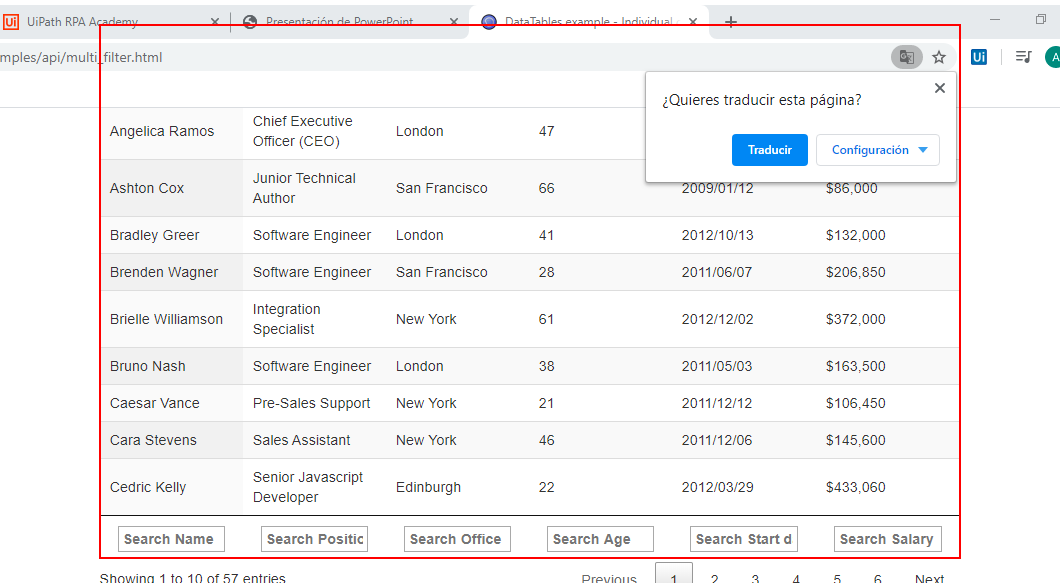 UiPath RPA Academy
Presentación de PowerPoint
DataTables example - Individual
mples/api/multi_filter.html
¿Quieres traducir esta página?
Traducir
Configuración
Angelica Ramos Chief Executive Officer (CEO) London 47
Ashton Cox Junior Technical Author San Francisco 66 2009/01/12 $86,000
Bradley Greer Software Engineer London 41 2012/10/13 $132,000
Brenden Wagner Software Engineer San Francisco 28 2011/06/07 $206,850
Brielle Williamson Integration Specialist New York 61 2012/12/02 $372,000
Bruno Nash Software Engineer London 38 2011/05/03 $163,500
Caesar Vance Pre-Sales Support New York 21 2011/12/12 $106,450
Cara Stevens Sales Assistant New York 46 2011/12/06 $145,600
Cedric Kelly Senior Javascript Developer Edinburgh 22 2012/03/29 $433,060
Search Name Search Positic Search Office Search Age Search Start d Search Salary
Showing 1 to 10 of 57 entries Previous 1 2 3 4 5 6 Next